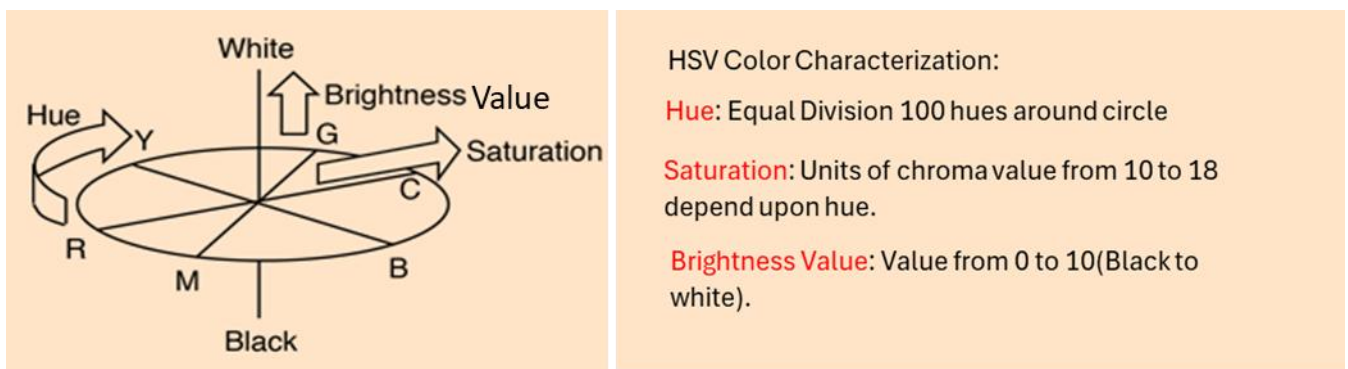 White
Brightness Value
Hue
Y
G
Saturation
C
R
M
B
Black
HSV Color Characterization:
Hue: Equal Division 100 hues around circle
Saturation: Units of chroma value from 10 to 18
depend upon hue.
Brightness Value: Value from 0 to 10(Black to
white).